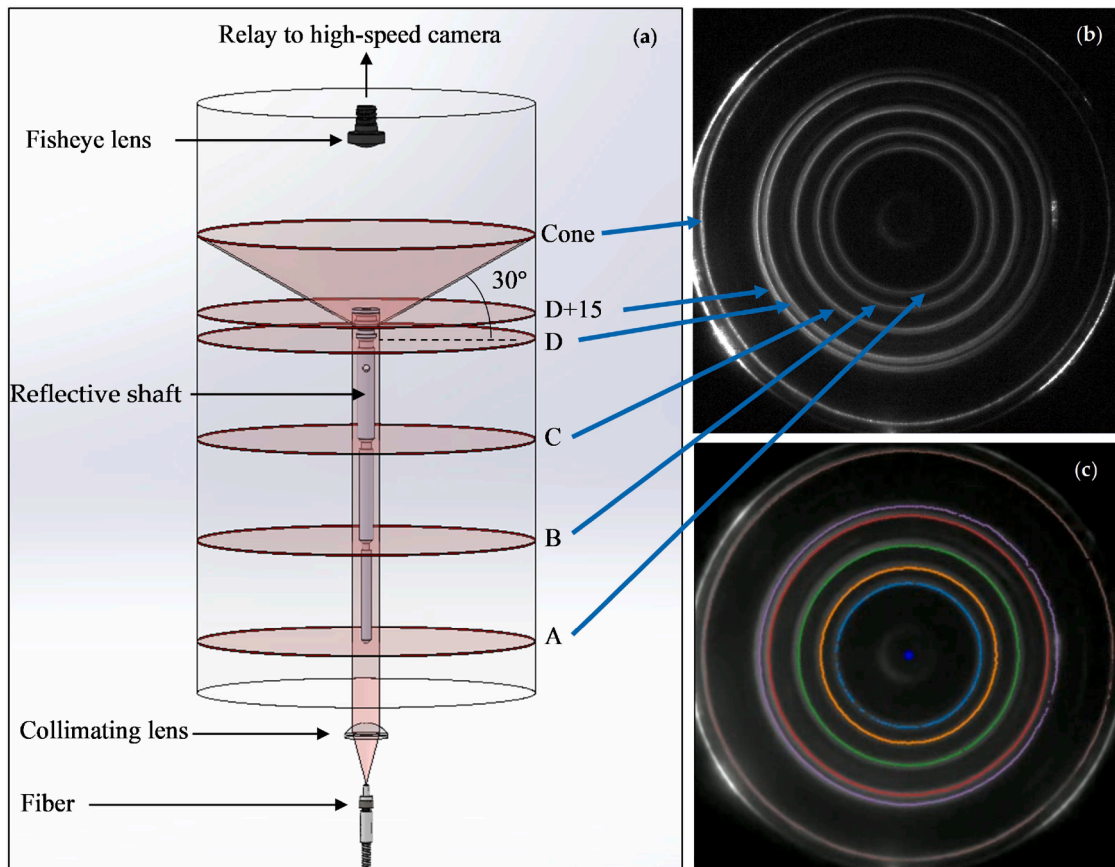 Relay to high-speed camera
(a)
(b)
Fisheye lens
Cone
30°
D+15
D
Reflective shaft
C
(c)
B
A
Collimating lens
Fiber